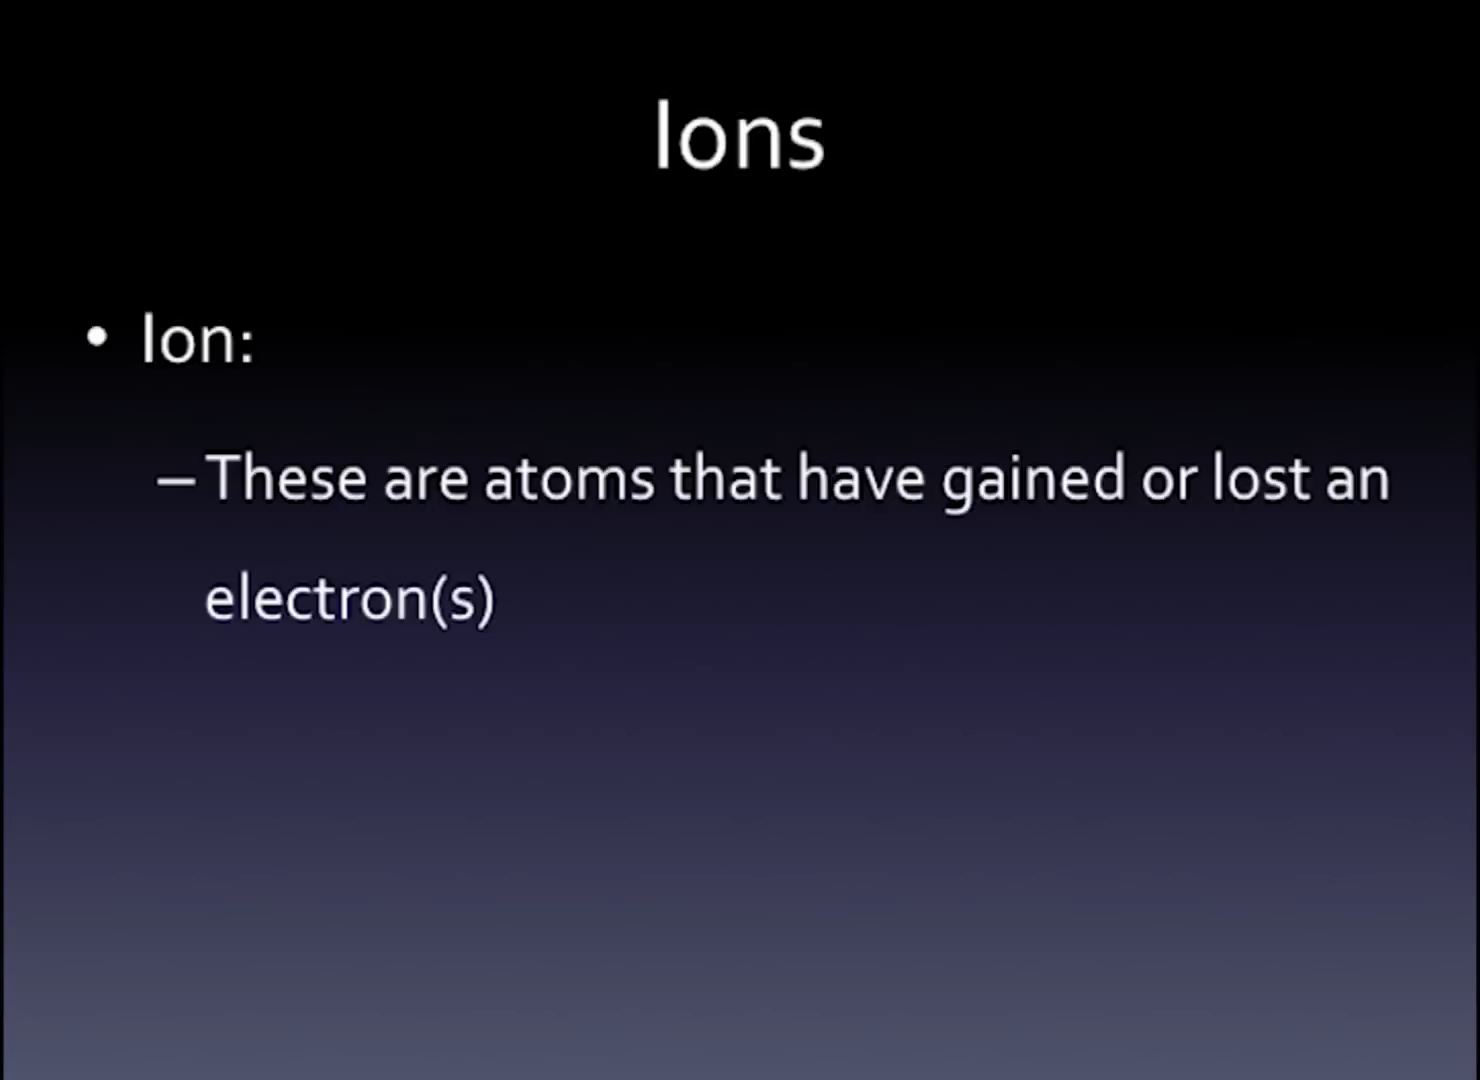 Ions
• Ion:
– These are atoms that have gained or lost an
electron(s)